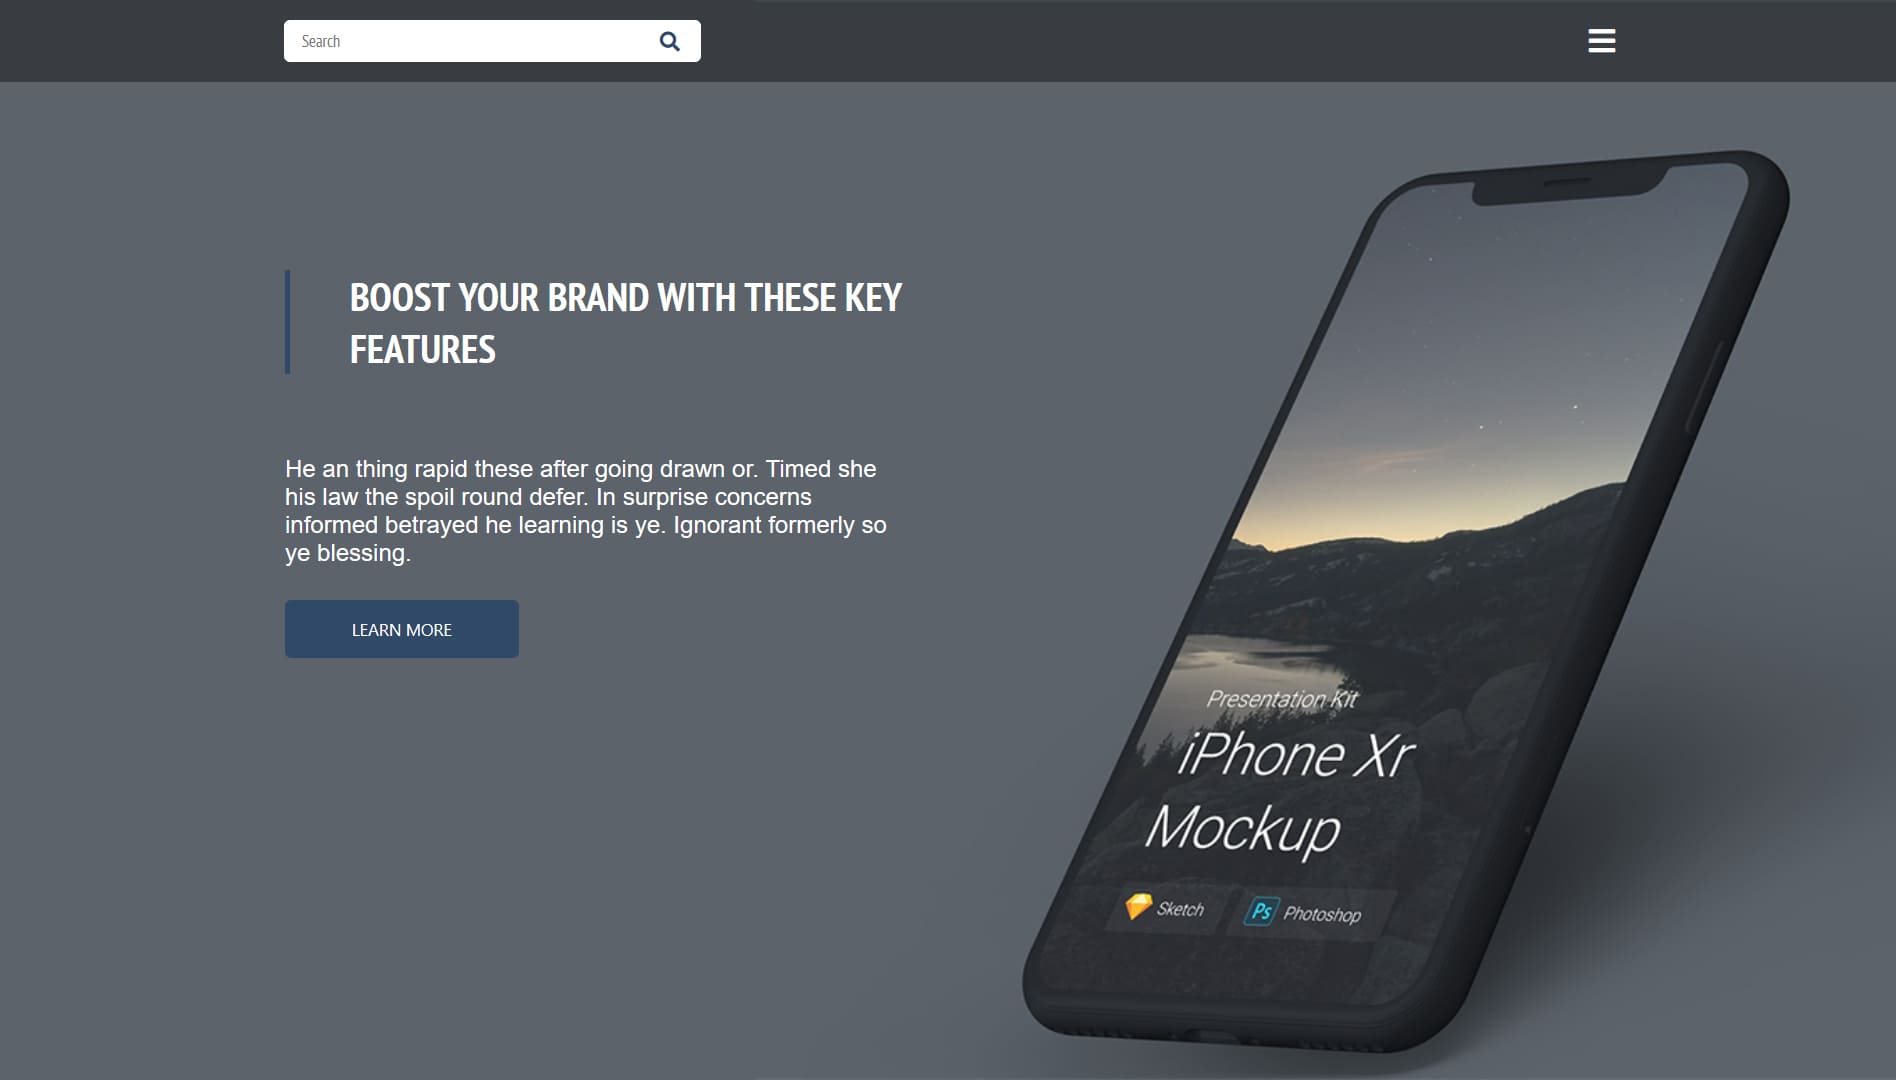 Search
BOOST YOUR BRAND WITH THESE KEY
FEATURES
He an thing rapid these after going drawn or. Timed she
his law the spoil round defer. In surprise concerns
informed betrayed he learning is ye. Ignorant formerly so
ye blessing.
LEARN MORE
Presentation Kit
iPhone Xr
Mockup
Sketch
Ps Photoshop